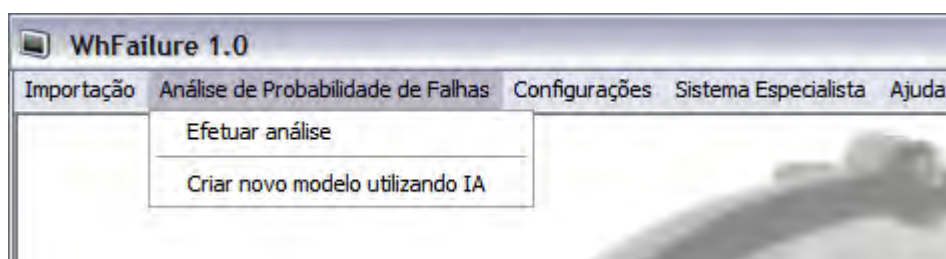 WhFailure 1.0
Importação Análise de Probabilidade de Falhas Configurações Sistema Especialista Ajuda
Efetuar análise
Criar novo modelo utilizando IA